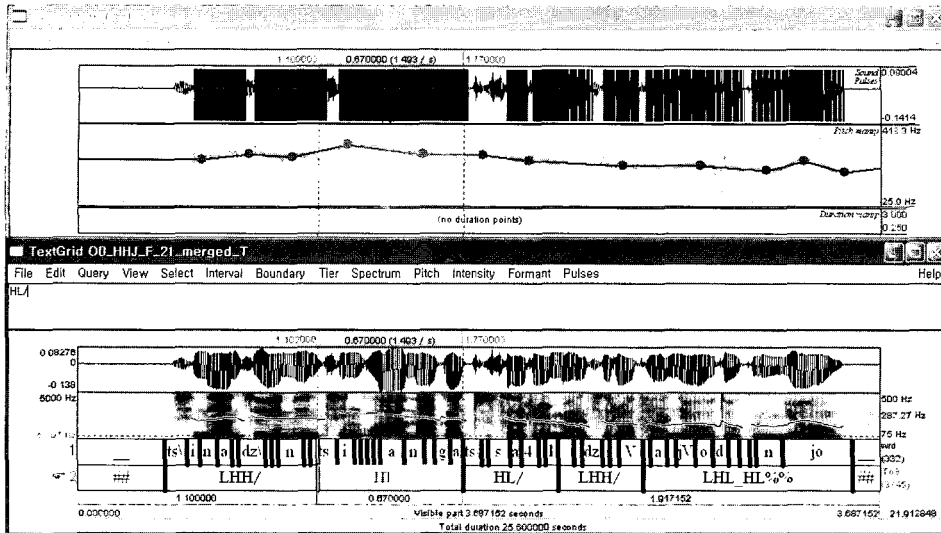 1.100000 0.670000 (1.493 / s) 1.770000
Sound 0.09004
Pulses
-0.1414
Pitch manip 413.3 Hz
25.0 Hz
Duration manip 3.000
(no duration points)
0.250
TextGrid 00_HHJ_F_21_merged_T
File Edit Query View Select Interval Boundary Tier Spectrum Pitch Intensity Formant Pulses Help
HL/
0.670000 (1.493 / s) 1.770000
0.08276
0
-0.138
5000 Hz 500 Hz
287.27 Hz
75 Hz
1 ts\ i n a dz\ n ts i a n g a ts s a 4 dz V a o d n jo
(332)
2 ## LHH/ HL/ LHH/ LHL_HL%% ##
1.100000 0.670000 1.917152
0.000000 Visible part 3.687152 seconds 3.687152 21.912848
Total duration 25.600000 seconds